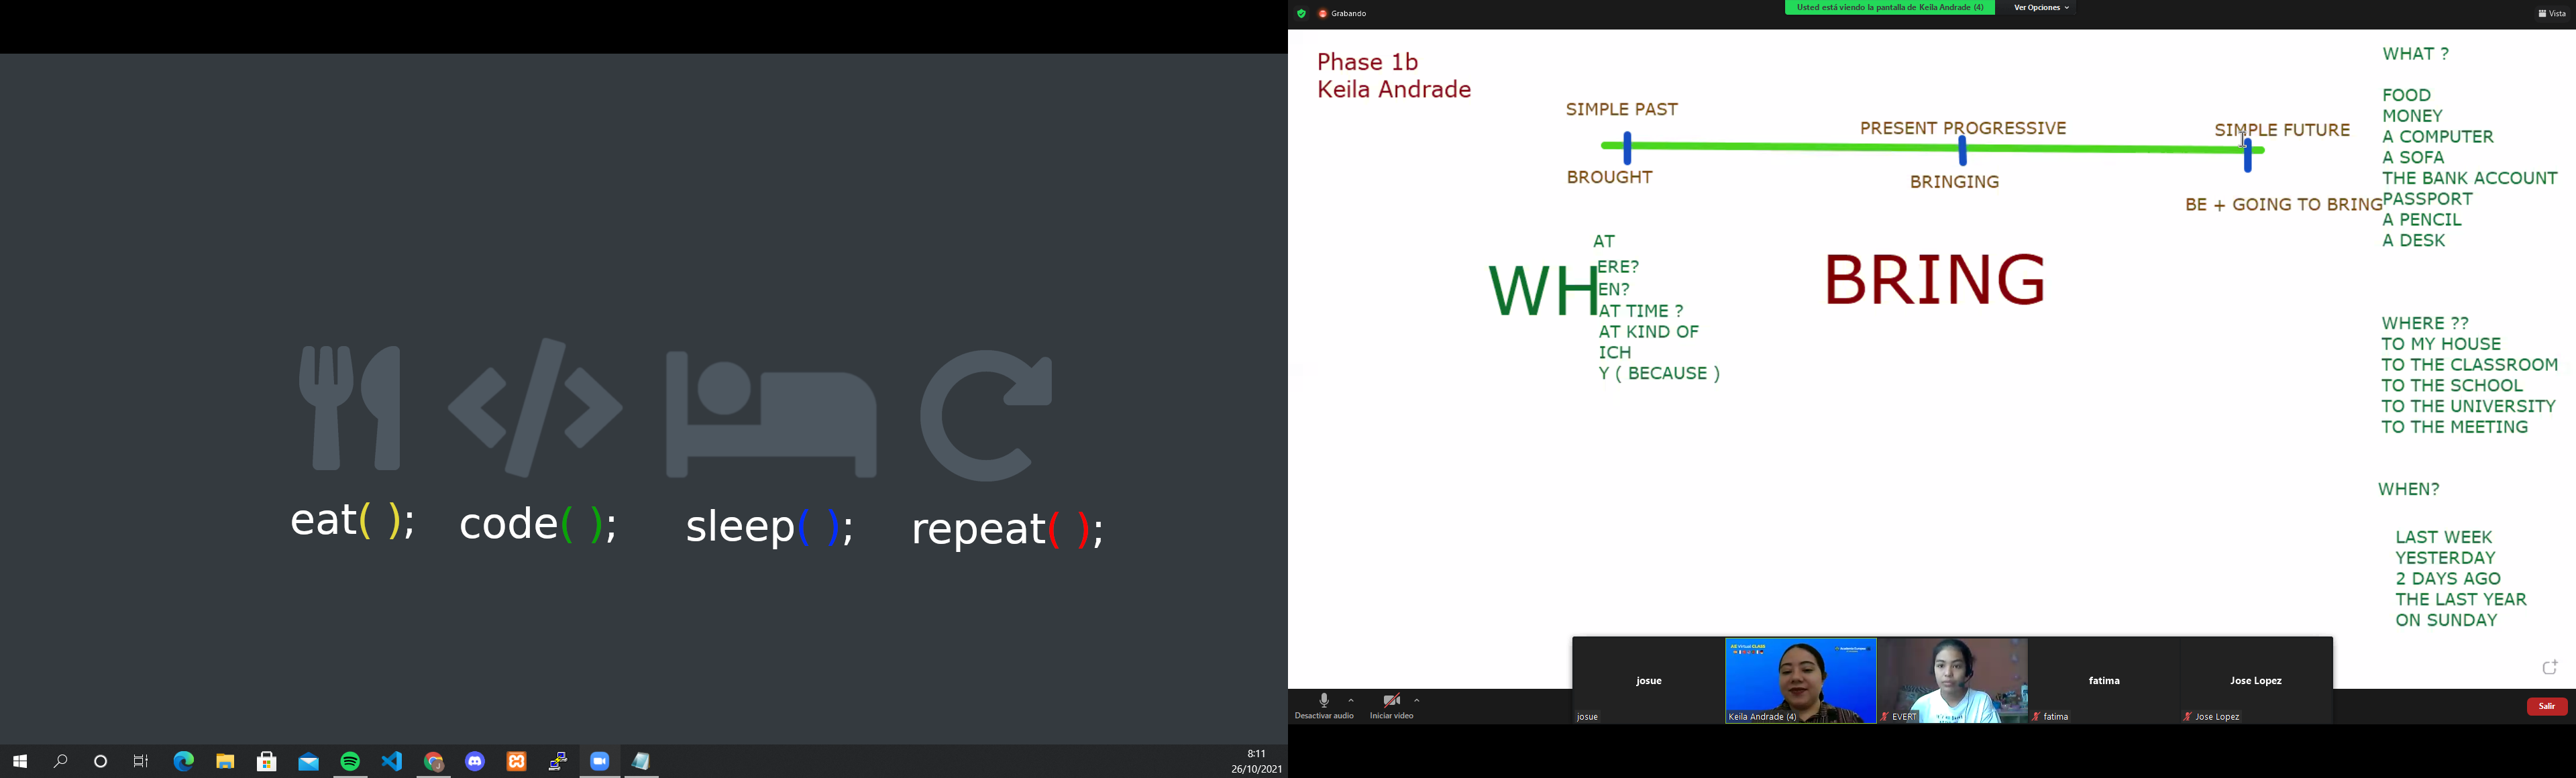 eat( ); code( ); sleep( ); repeat( );
8:11
26/10/2021
Grabando
Usted está viendo la pantalla de Keila Andrade (4)
Ver Opciones
Vista
Phase 1b
Keila Andrade
SIMPLE PAST
PRESENT PROGRESSIVE
SIMPLE FUTURE
BROUGHT
BRINGING
BE + GOING TO BRING
WH
AT
ERE?
EN?
AT TIME ?
AT KIND OF
ICH
Y ( BECAUSE )
BRING
WHAT ?
FOOD
MONEY
A COMPUTER
A SOFA
THE BANK ACCOUNT
PASSPORT
A PENCIL
A DESK
WHERE ??
TO MY HOUSE
TO THE CLASSROOM
TO THE SCHOOL
TO THE UNIVERSITY
TO THE MEETING
WHEN?
LAST WEEK
YESTERDAY
2 DAYS AGO
THE LAST YEAR
ON SUNDAY
josue
fatima
Jose Lopez
josue
Keila Andrade (4)
EVERT
fatima
Jose Lopez
Desactivar audio
Iniciar video
Salir